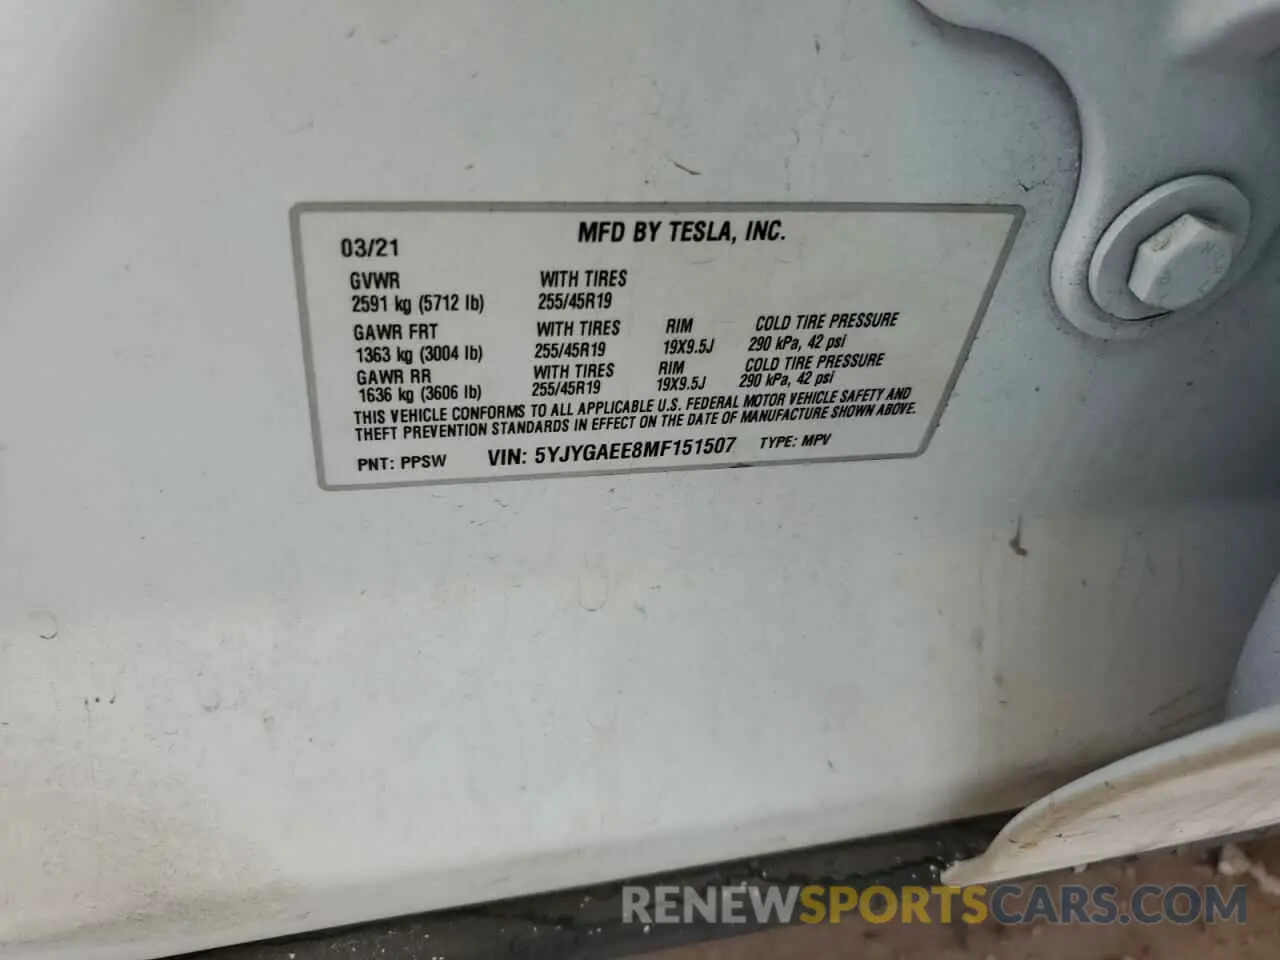 MFD BY TESLA, INC.
03/21
GVWR WITH TIRES
2591 kg (5712 lb) 255/45R19
GAWR FRT WITH TIRES RIM COLD TIRE PRESSURE
1363 kg (3004 lb) 255/45R19 19X9.5J 290 kPa, 42 psi
GAWR RR WITH TIRES RIM COLD TIRE PRESSURE
1636 kg (3606 lb) 255/45R19 19X9.5J 290 kPa, 42 psi
THIS VEHICLE CONFORMS TO ALL APPLICABLE U.S. FEDERAL MOTOR VEHICLE SAFETY AND
THEFT PREVENTION STANDARDS IN EFFECT ON THE DATE OF MANUFACTURE SHOWN ABOVE.
PNT: PPSW VIN: 5YJYGAEE8MF151507 TYPE: MPV
RENEWSPORTSCARS.COM